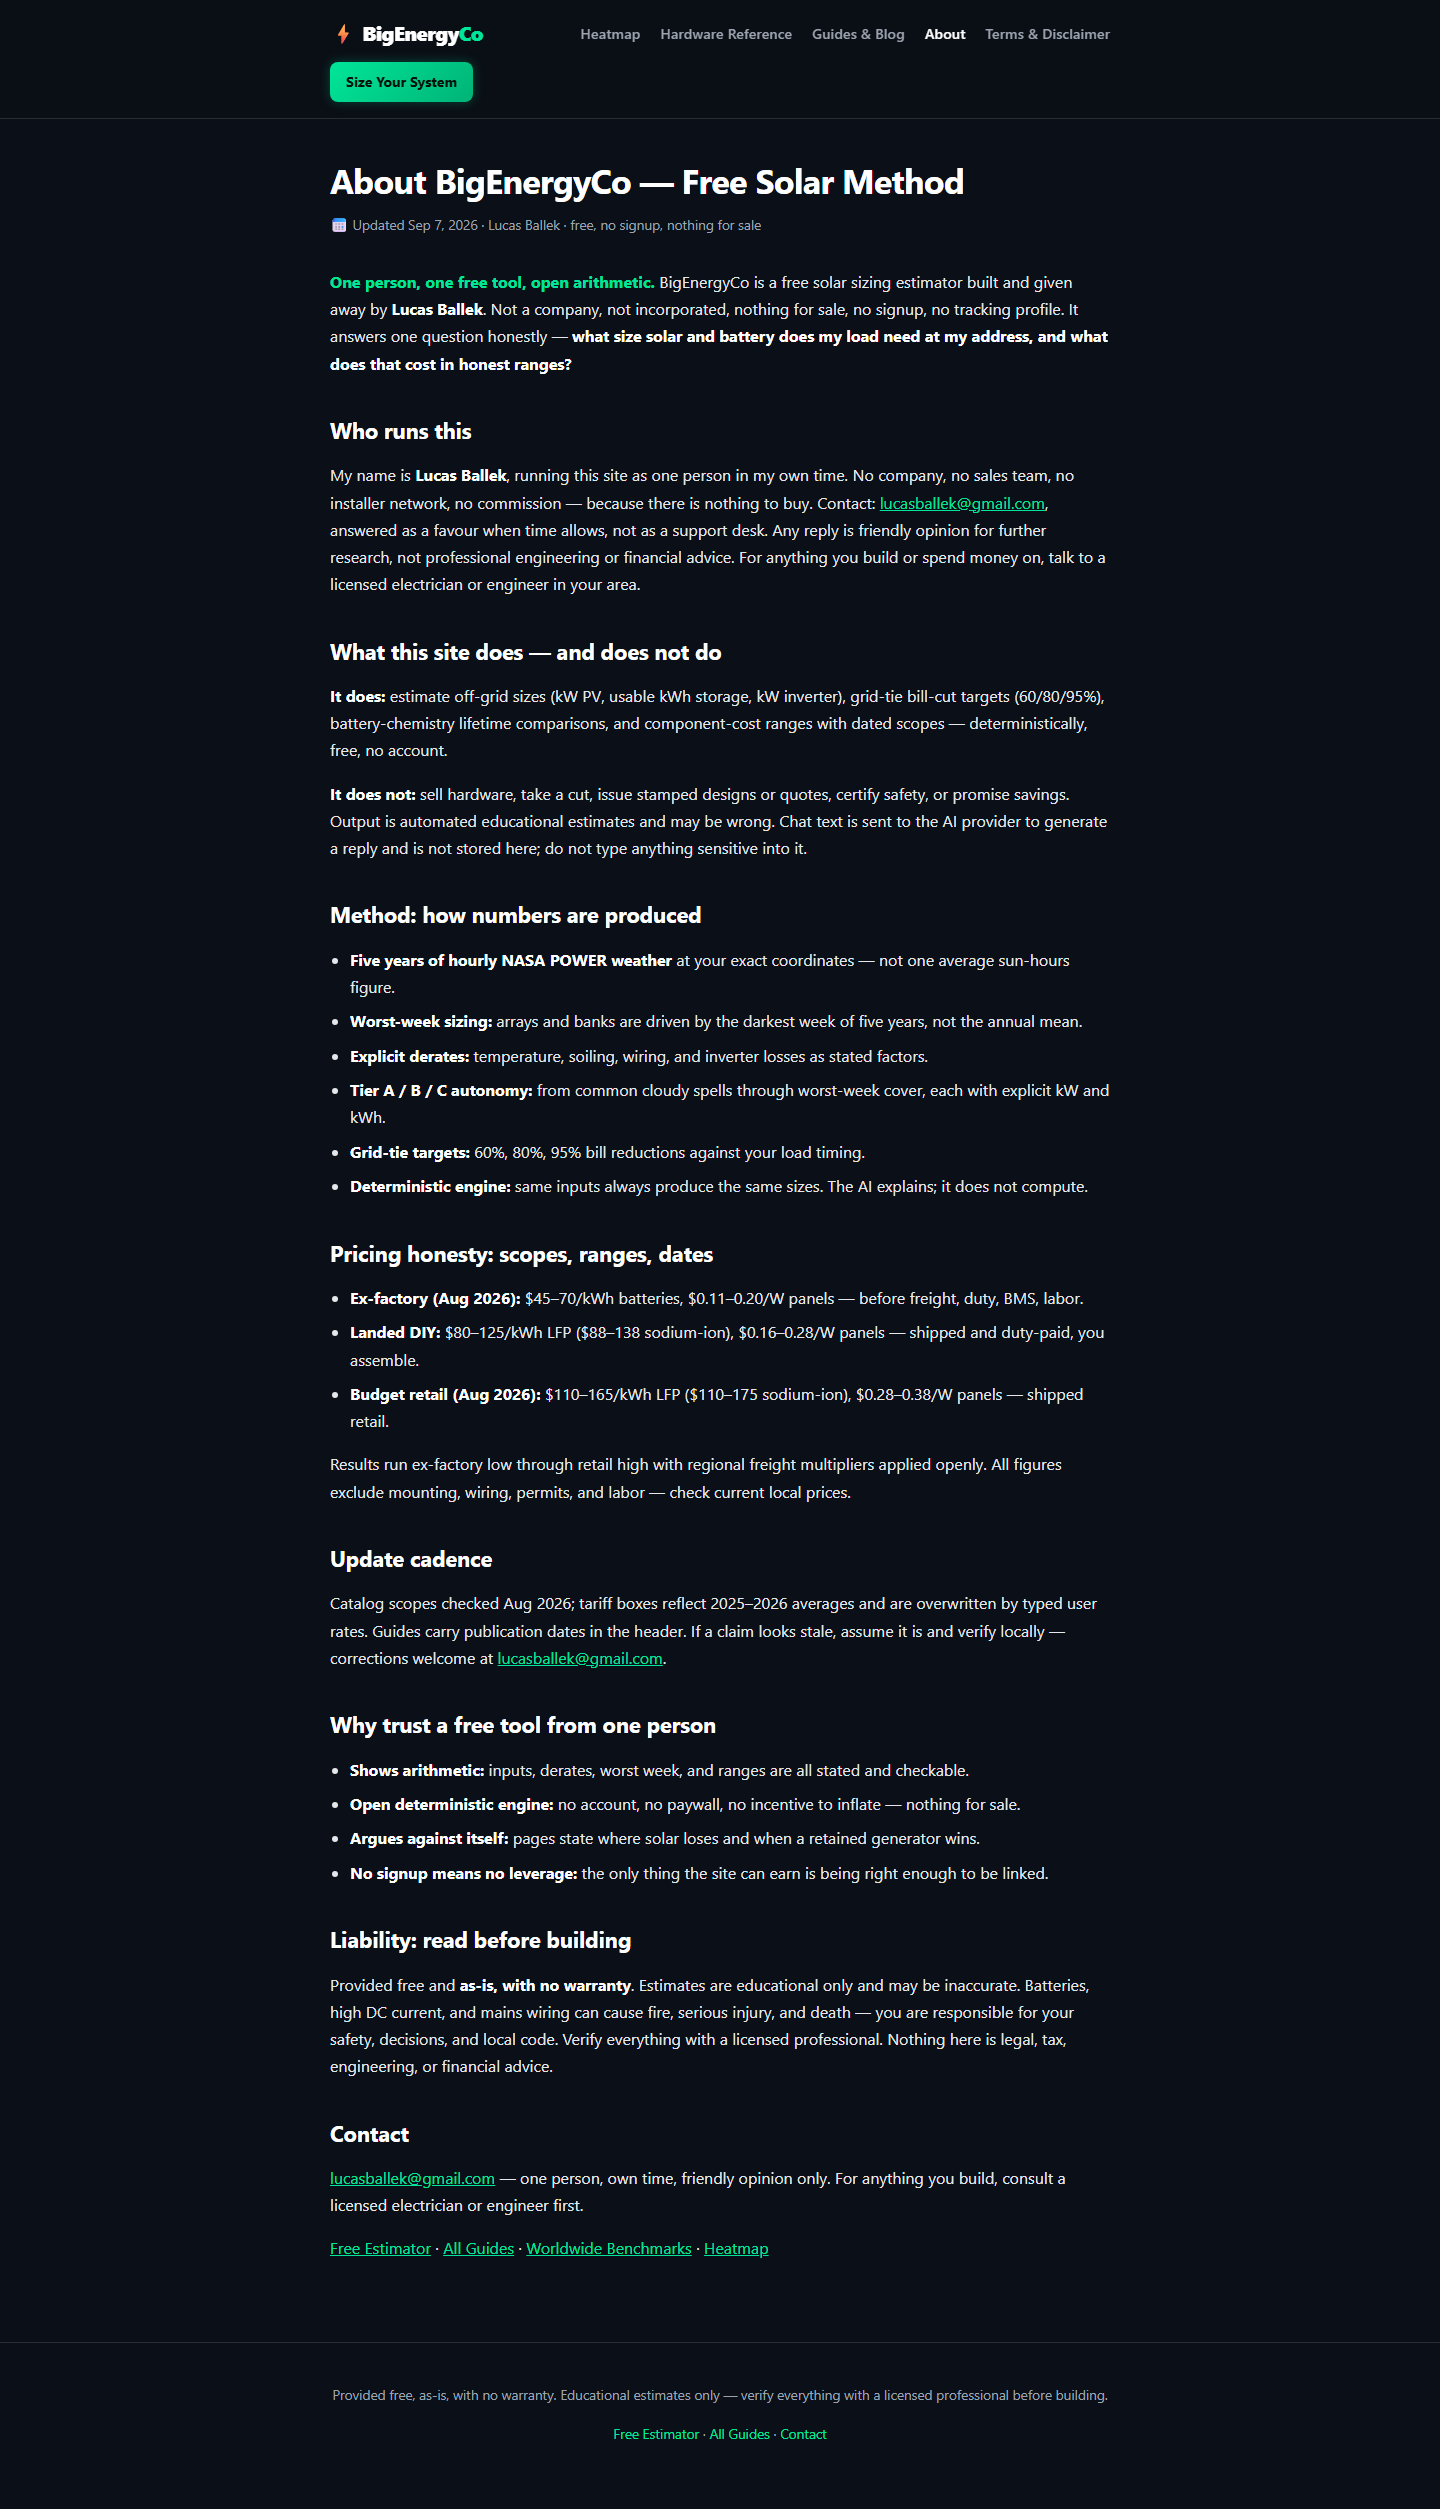 BigEnergyCo
Heatmap Hardware Reference Guides & Blog About Terms & Disclaimer
Size Your System
About BigEnergyCo — Free Solar Method
Updated Sep 7, 2026 · Lucas Ballek · free, no signup, nothing for sale
One person, one free tool, open arithmetic. BigEnergyCo is a free solar sizing estimator built and given
away by Lucas Ballek. Not a company, not incorporated, nothing for sale, no signup, no tracking profile. It
answers one question honestly — what size solar and battery does my load need at my address, and what
does that cost in honest ranges?
Who runs this
My name is Lucas Ballek, running this site as one person in my own time. No company, no sales team, no
installer network, no commission — because there is nothing to buy. Contact: lucasballek@gmail.com,
answered as a favour when time allows, not as a support desk. Any reply is friendly opinion for further
research, not professional engineering or financial advice. For anything you build or spend money on, talk to a
licensed electrician or engineer in your area.
What this site does — and does not do
It does: estimate off-grid sizes (kW PV, usable kWh storage, kW inverter), grid-tie bill-cut targets (60/80/95%),
battery-chemistry lifetime comparisons, and component-cost ranges with dated scopes — deterministically,
free, no account.
It does not: sell hardware, take a cut, issue stamped designs or quotes, certify safety, or promise savings.
Output is automated educational estimates and may be wrong. Chat text is sent to the AI provider to generate
a reply and is not stored here; do not type anything sensitive into it.
Method: how numbers are produced
• Five years of hourly NASA POWER weather at your exact coordinates — not one average sun-hours
figure.
• Worst-week sizing: arrays and banks are driven by the darkest week of five years, not the annual mean.
• Explicit derates: temperature, soiling, wiring, and inverter losses as stated factors.
• Tier A / B / C autonomy: from common cloudy spells through worst-week cover, each with explicit kW and
kWh.
• Grid-tie targets: 60%, 80%, 95% bill reductions against your load timing.
• Deterministic engine: same inputs always produce the same sizes. The AI explains; it does not compute.
Pricing honesty: scopes, ranges, dates
• Ex-factory (Aug 2026): $45–70/kWh batteries, $0.11–0.20/W panels — before freight, duty, BMS, labor.
• Landed DIY: $80–125/kWh LFP ($88–138 sodium-ion), $0.16–0.28/W panels — shipped and duty-paid, you
assemble.
• Budget retail (Aug 2026): $110–165/kWh LFP ($110–175 sodium-ion), $0.28–0.38/W panels — shipped
retail.
Results run ex-factory low through retail high with regional freight multipliers applied openly. All figures
exclude mounting, wiring, permits, and labor — check current local prices.
Update cadence
Catalog scopes checked Aug 2026; tariff boxes reflect 2025–2026 averages and are overwritten by typed user
rates. Guides carry publication dates in the header. If a claim looks stale, assume it is and verify locally —
corrections welcome at lucasballek@gmail.com.
Why trust a free tool from one person
• Shows arithmetic: inputs, derates, worst week, and ranges are all stated and checkable.
• Open deterministic engine: no account, no paywall, no incentive to inflate — nothing for sale.
• Argues against itself: pages state where solar loses and when a retained generator wins.
• No signup means no leverage: the only thing the site can earn is being right enough to be linked.
Liability: read before building
Provided free and as-is, with no warranty. Estimates are educational only and may be inaccurate. Batteries,
high DC current, and mains wiring can cause fire, serious injury, and death — you are responsible for your
safety, decisions, and local code. Verify everything with a licensed professional. Nothing here is legal, tax,
engineering, or financial advice.
Contact
lucasballek@gmail.com — one person, own time, friendly opinion only. For anything you build, consult a
licensed electrician or engineer first.
Free Estimator · All Guides · Worldwide Benchmarks · Heatmap
Provided free, as-is, with no warranty. Educational estimates only — verify everything with a licensed professional before building.
Free Estimator · All Guides · Contact